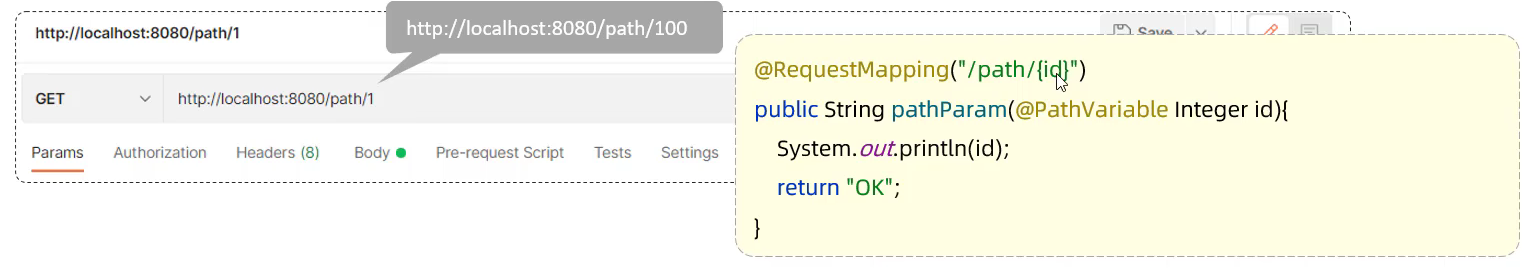 http://localhost:8080/path/1
http://localhost:8080/path/100
Save
GET
http://localhost:8080/path/1
Params Authorization Headers (8) Body Pre-request Script Tests Settings
@RequestMapping("/path/{id}")
public String pathParam(@PathVariable Integer id){
System.out.println(id);
return "OK";
}